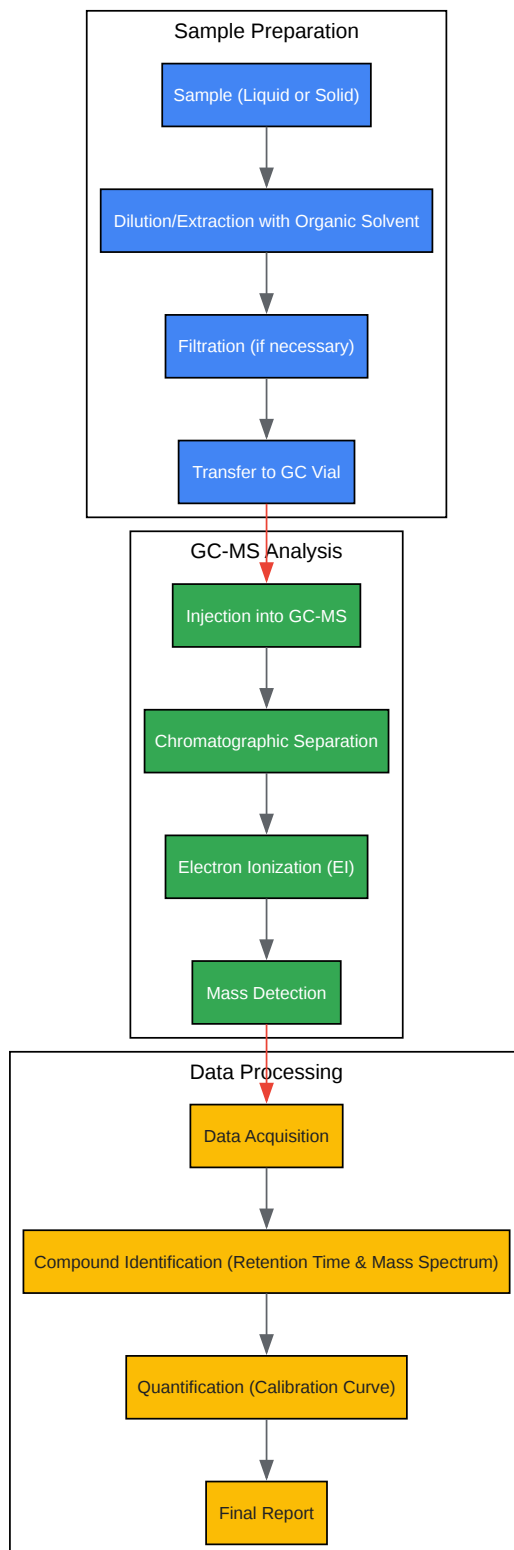 Sample Preparation
Sample (Liquid or Solid)
Dilution/Extraction with Organic Solvent
Filtration (if necessary)
Transfer to GC Vial
GC-MS Analysis
Injection into GC-MS
Chromatographic Separation
Electron Ionization (EI)
Mass Detection
Data Processing
Data Acquisition
Compound Identification (Retention Time & Mass Spectrum)
Quantification (Calibration Curve)
Final Report